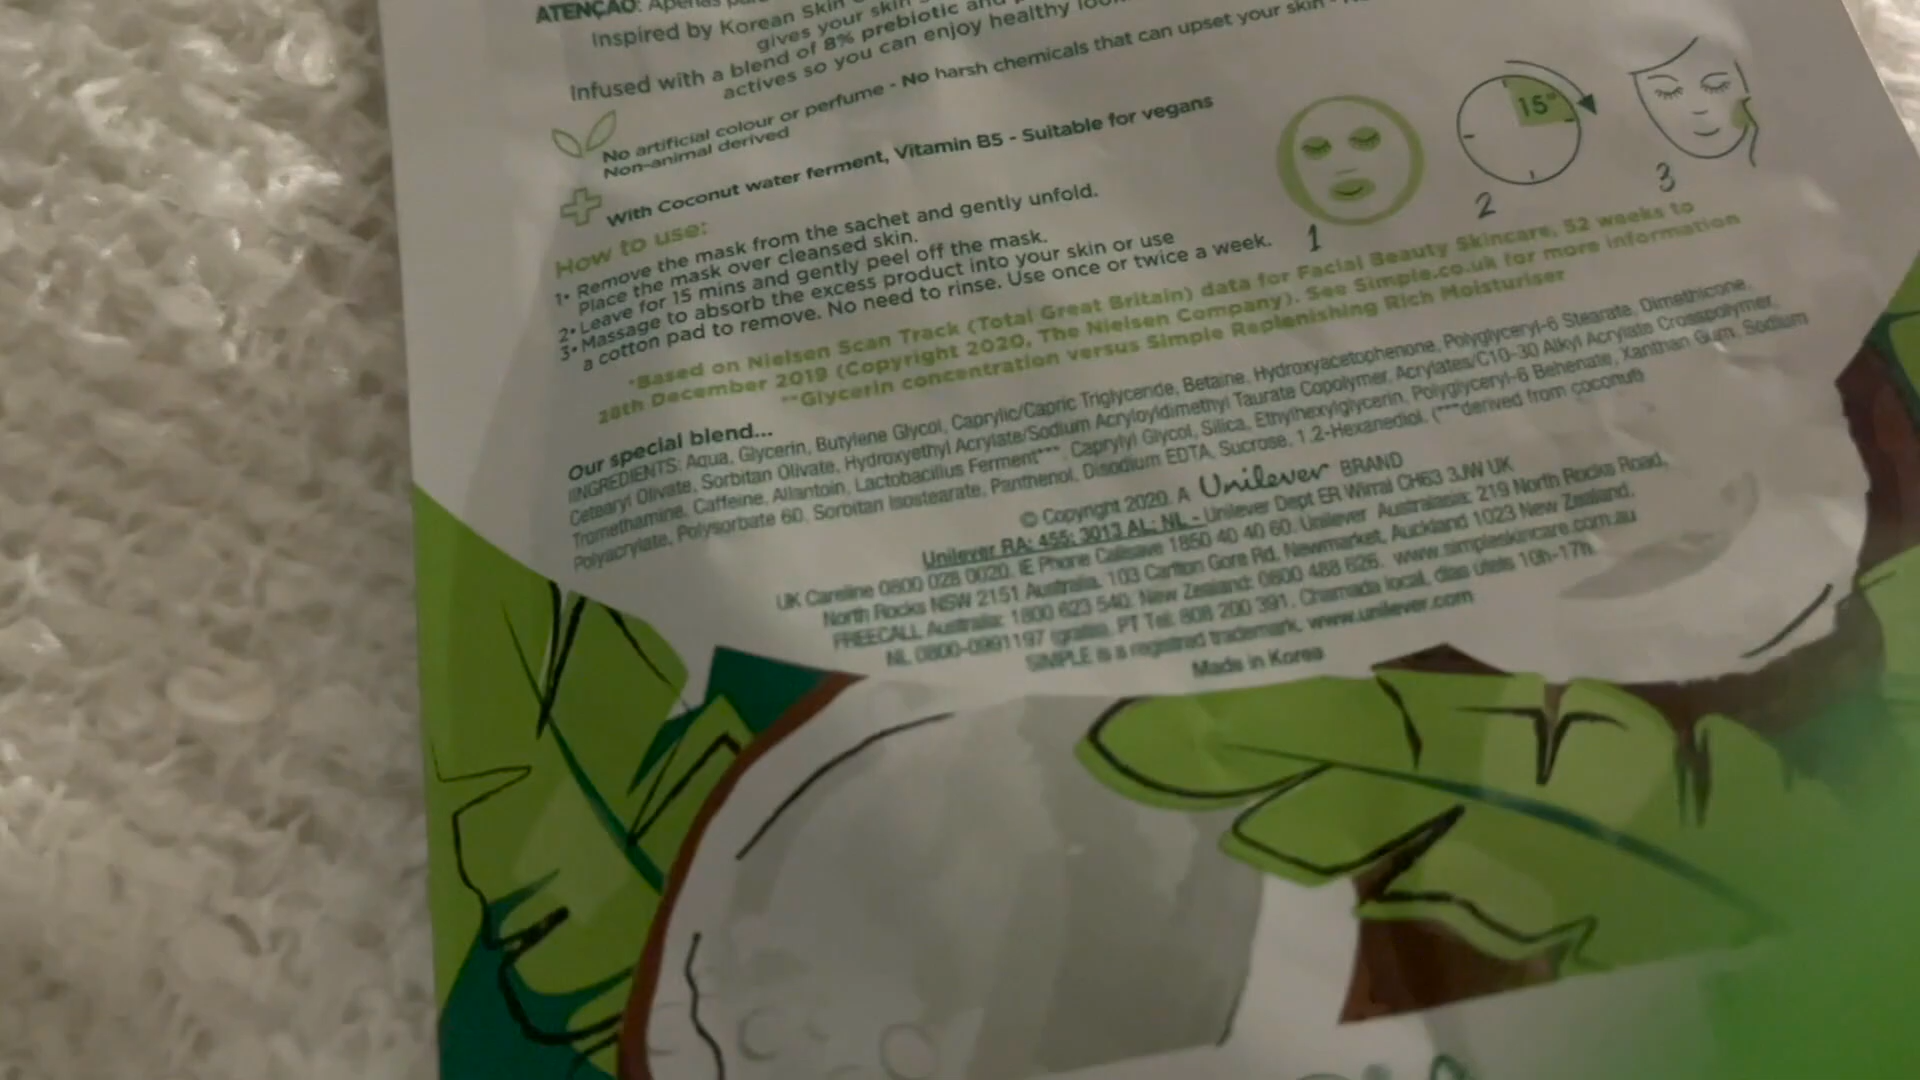 ATENÇÃO: Apenas
Inspired by Korean Skin
gives your skin
Infused with a blend of 8% prebiotic and
actives so you can enjoy healthy
No artificial colour or perfume - No harsh chemicals that can upset your skin -
Non-animal derived
With Coconut water ferment, Vitamin B5 - Suitable for vegans
How to use:
1• Remove the mask from the sachet and gently unfold.
Place the mask over cleansed skin.
2• Leave for 15 mins and gently peel off the mask.
3• Massage to absorb the excess product into your skin or use
a cotton pad to remove. No need to rinse. Use once or twice a week.
1
15"
2
3
*Based on Nielsen Scan Track (Total Great Britain) data for Facial Beauty Skincare, 52 weeks to
28th December 2019 (Copyright 2020, The Nielsen Company). See Simple.co.uk for more information
**Glycerin concentration versus Simple Replenishing Rich Moisturiser
Our special blend...
INGREDIENTS: Aqua, Glycerin, Butylene Glycol, Caprylic/Capric Triglyceride, Betaine, Hydroxyacetophenone, Polyglyceryl-6 Stearate, Dimethicone,
Cetearyl Olivate, Sorbitan Olivate, Hydroxyethyl Acrylate/Sodium Acryloyldimethyl Taurate Copolymer, Acrylates/C10-30 Alkyl Acrylate Crosspolymer,
Tromethamine, Caffeine, Allantoin, Lactobacillus Ferment***, Caprylyl Glycol, Silica, Ethylhexylglycerin, Polyglyceryl-6 Behenate, Xanthan Gum, Sodium
Polyacrylate, Polysorbate 60, Sorbitan Isostearate, Panthenol, Disodium EDTA, Sucrose, 1,2-Hexanediol. (***derived from coconut)
© Copyright 2020. A Unilever BRAND
Unilever RA: 455; 3013 AL; NL - Unilever Dept ER Wirral CH63 3JW UK
UK Careline 0800 028 0020. IE Phone Callsave 1850 40 40 60. Unilever Australasia: 219 North Rocks Road,
North Rocks NSW 2151 Australia. 103 Carlton Gore Rd, Newmarket, Auckland 1023 New Zealand.
FREECALL Australia: 1800 623 540. New Zealand: 0800 488 826. www.simpleskincare.com.au
NL 0800-0991197 (gratis). PT Tel: 808 200 391. Chamada local, dias úteis 10h-17h
SIMPLE is a registered trademark. www.unilever.com
Made in Korea